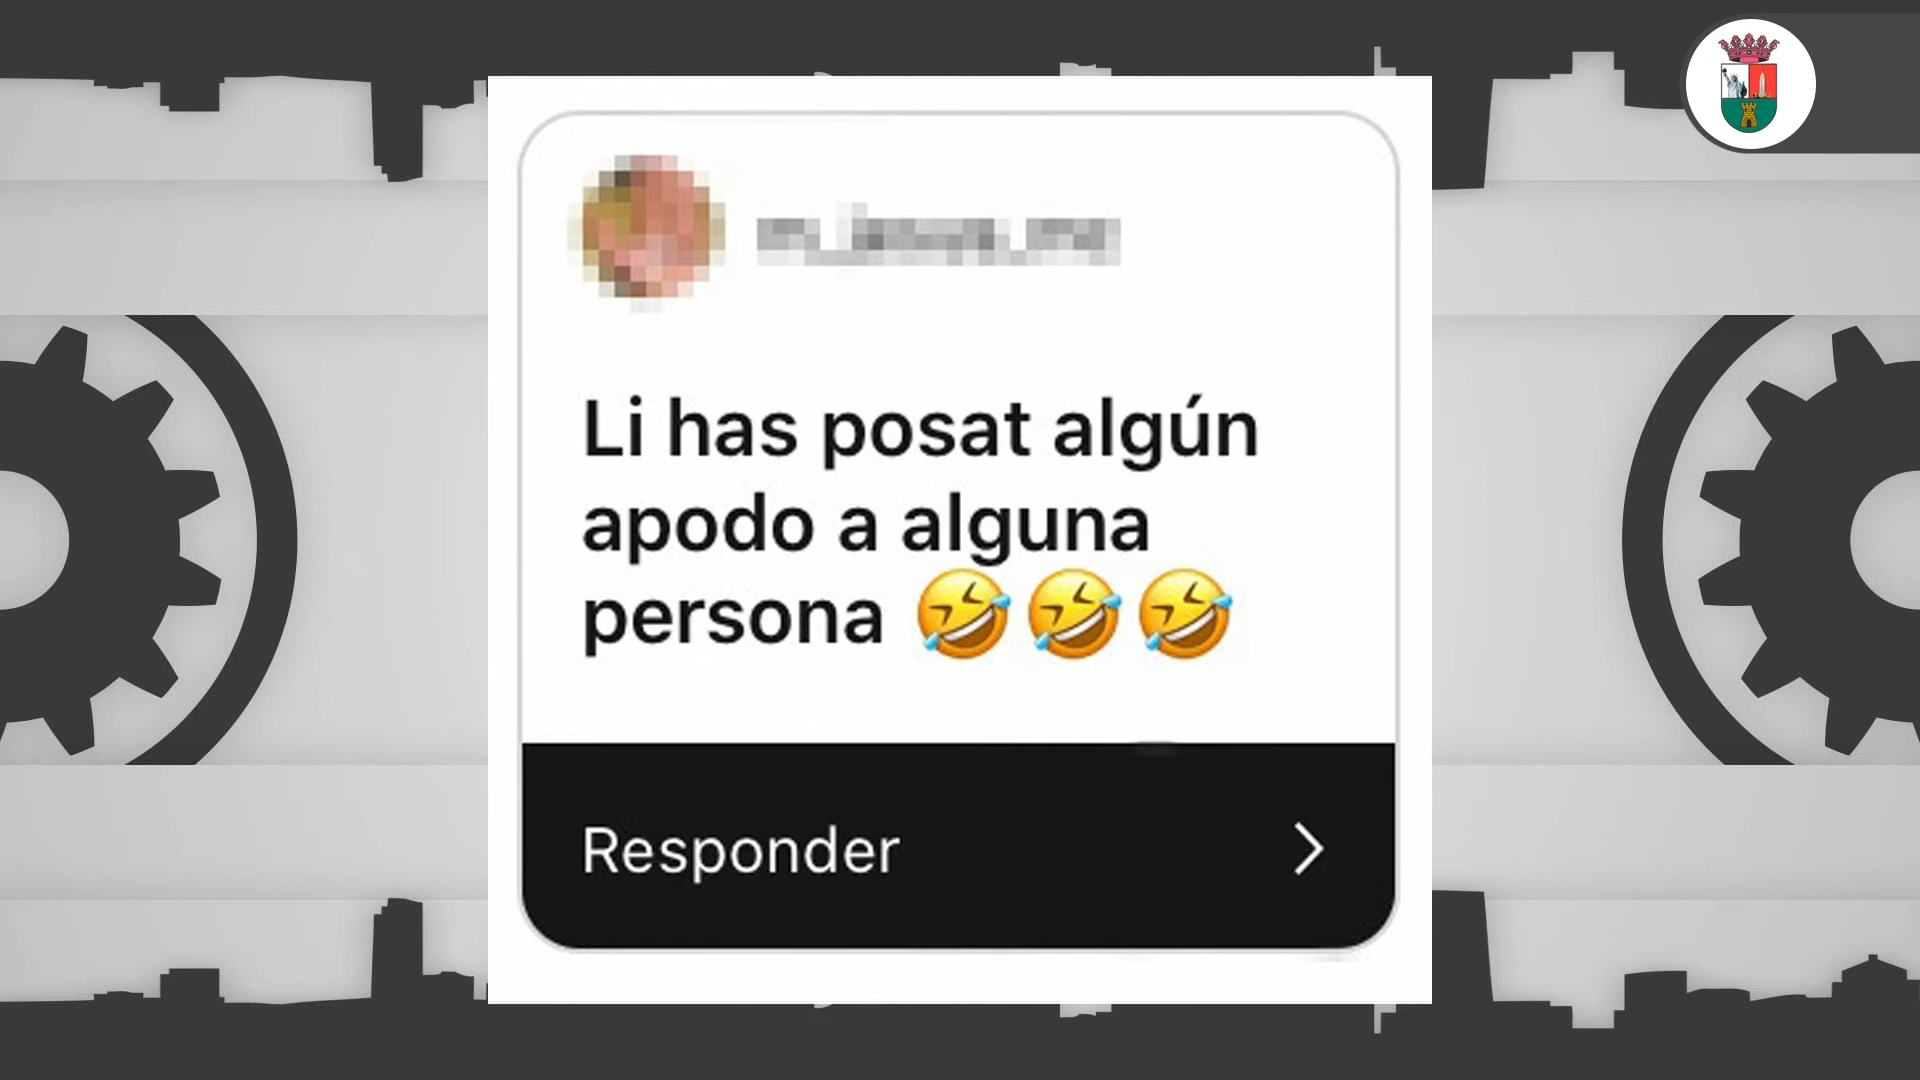 Li has posat algún
apodo a alguna
persona 🤣🤣🤣
Responder